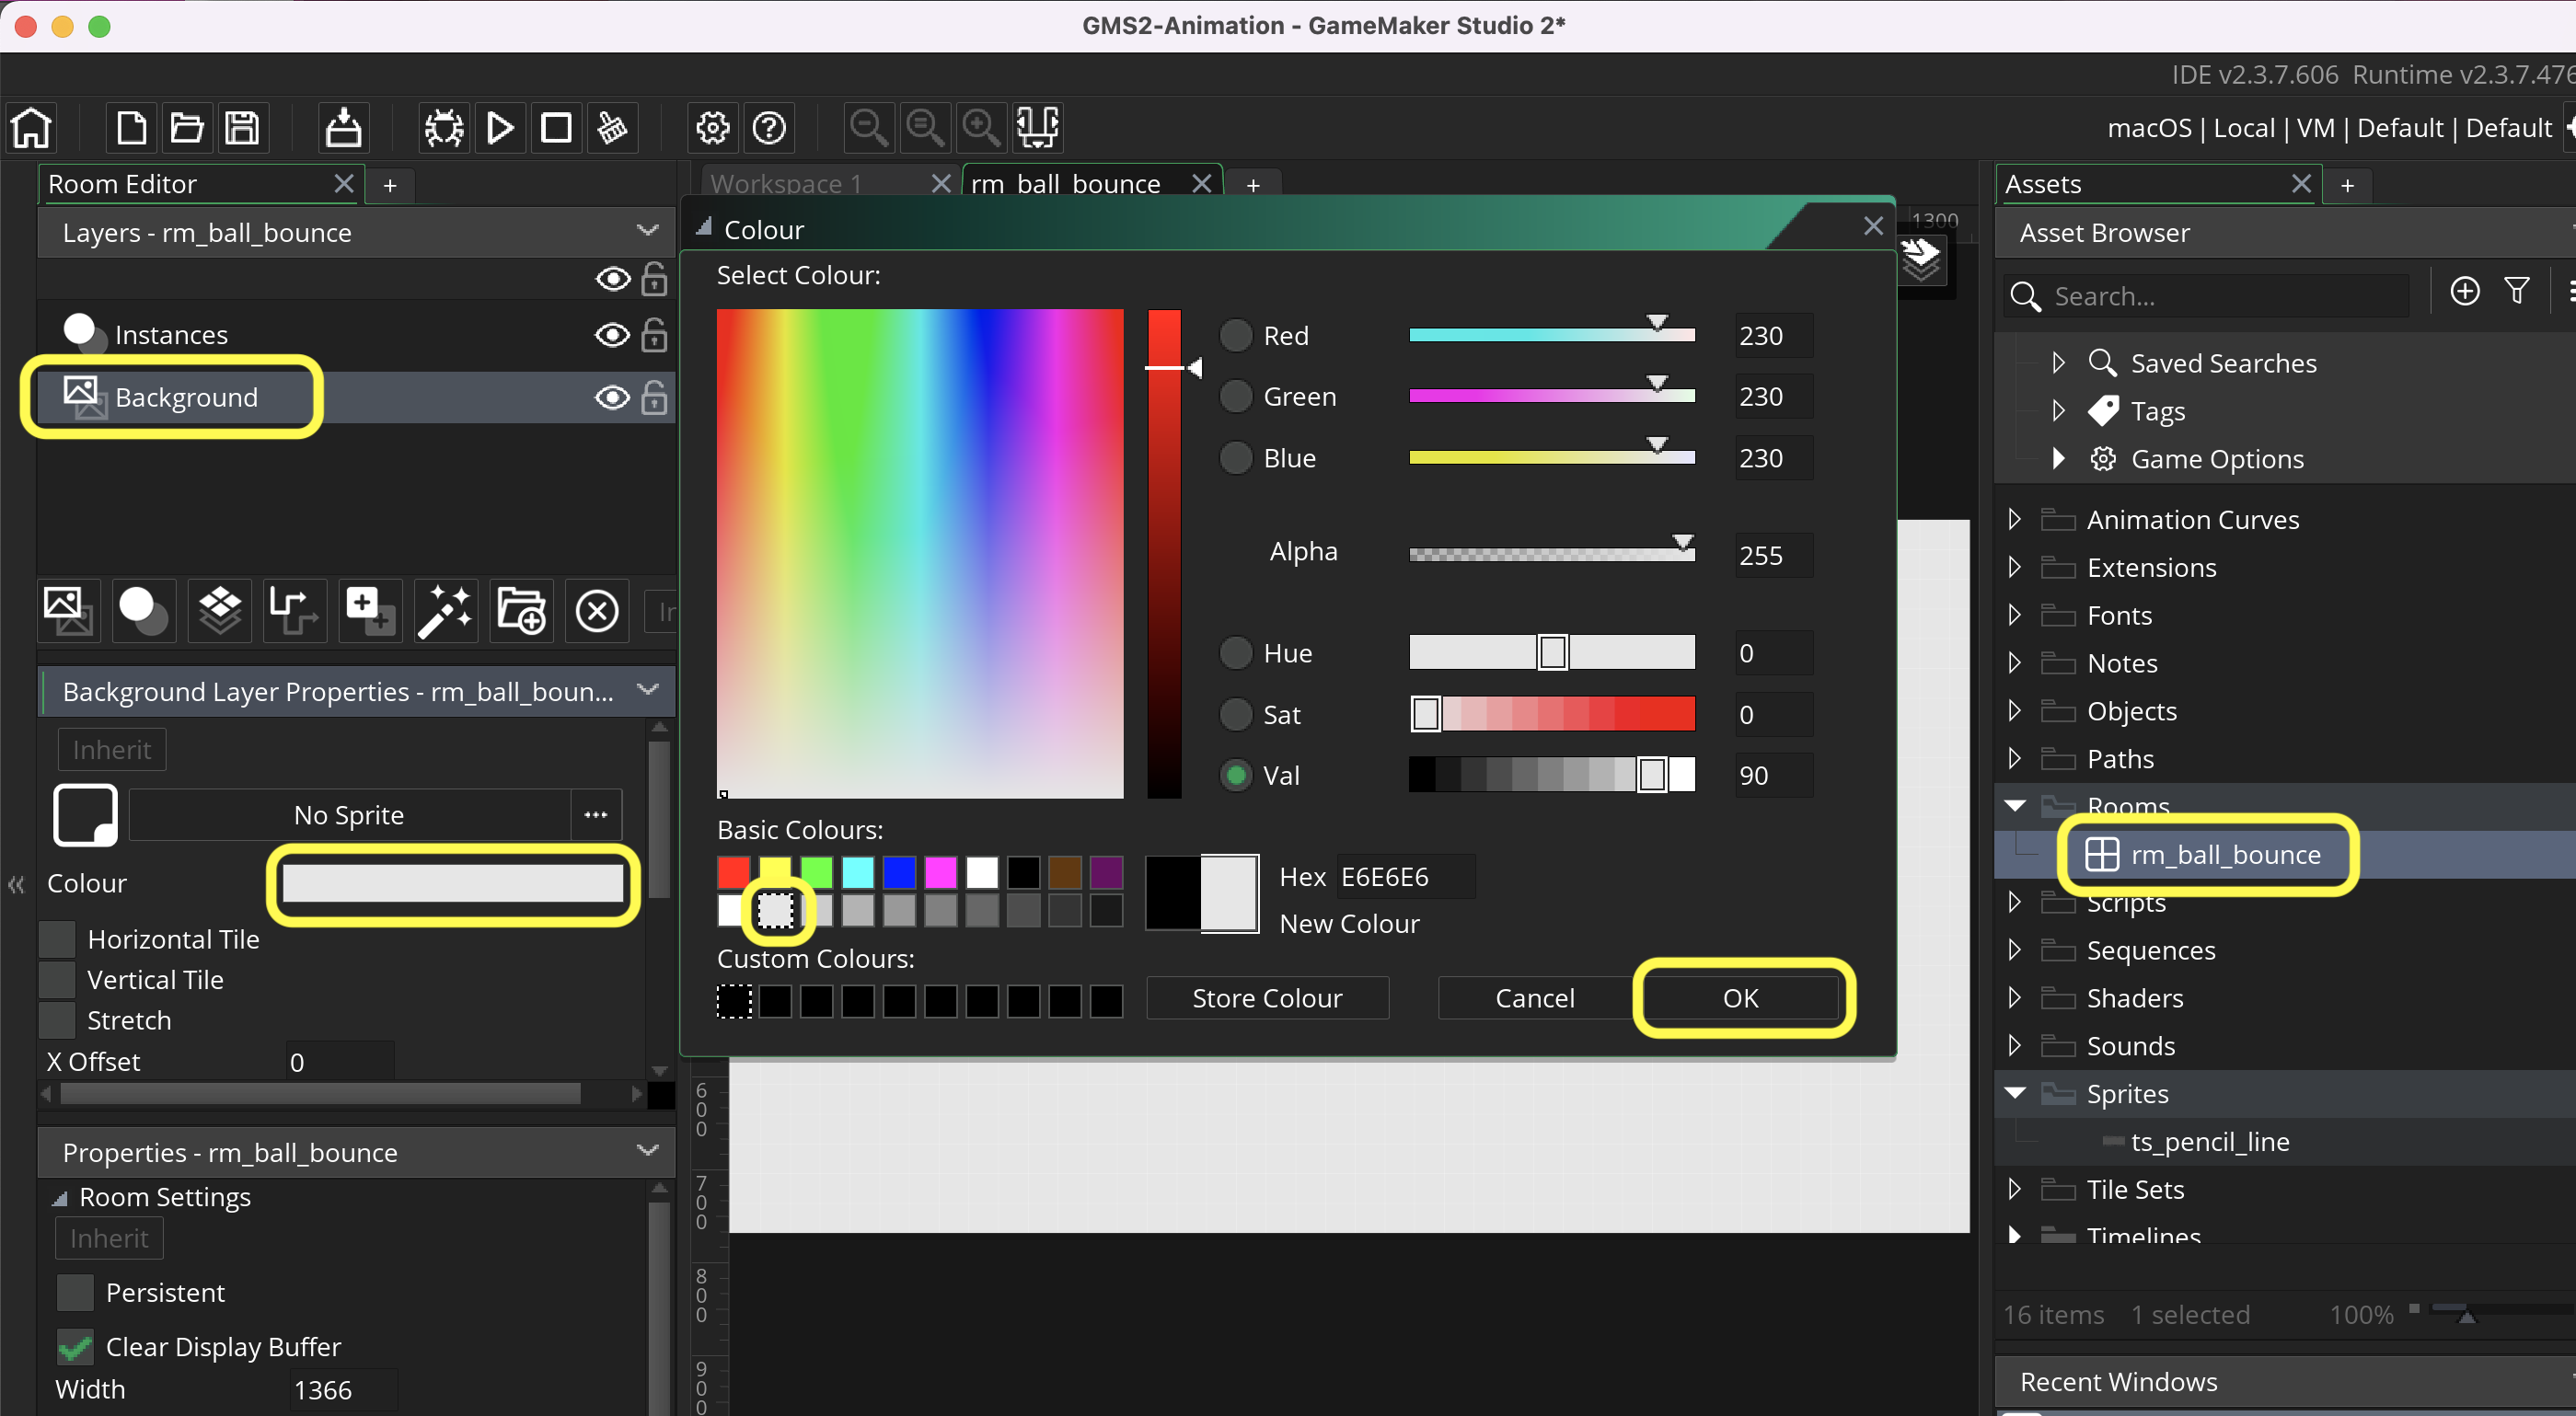 GMS2-Animation - GameMaker Studio 2*
IDE v2.3.7.606 Runtime v2.3.7.476
macOS | Local | VM | Default | Default
Room Editor
+
Workspace 1
rm_ball_bounce
+
Assets
+
Layers - rm_ball_bounce
Instances
Background
Background Layer Properties - rm_ball_boun...
Inherit
No Sprite
...
Colour
Horizontal Tile
Vertical Tile
Stretch
X Offset 0
Properties - rm_ball_bounce
Room Settings
Inherit
Persistent
Clear Display Buffer
Width 1366
1300
Colour
Select Colour:
Red 230
Green 230
Blue 230
Alpha 255
Hue 0
Sat 0
Val 90
Basic Colours:
Hex E6E6E6
New Colour
Custom Colours:
Store Colour
Cancel
OK
600
700
800
900
Asset Browser
Search...
Saved Searches
Tags
Game Options
Animation Curves
Extensions
Fonts
Notes
Objects
Paths
Rooms
rm_ball_bounce
Scripts
Sequences
Shaders
Sounds
Sprites
ts_pencil_line
Tile Sets
Timelines
16 items 1 selected 100%
Recent Windows